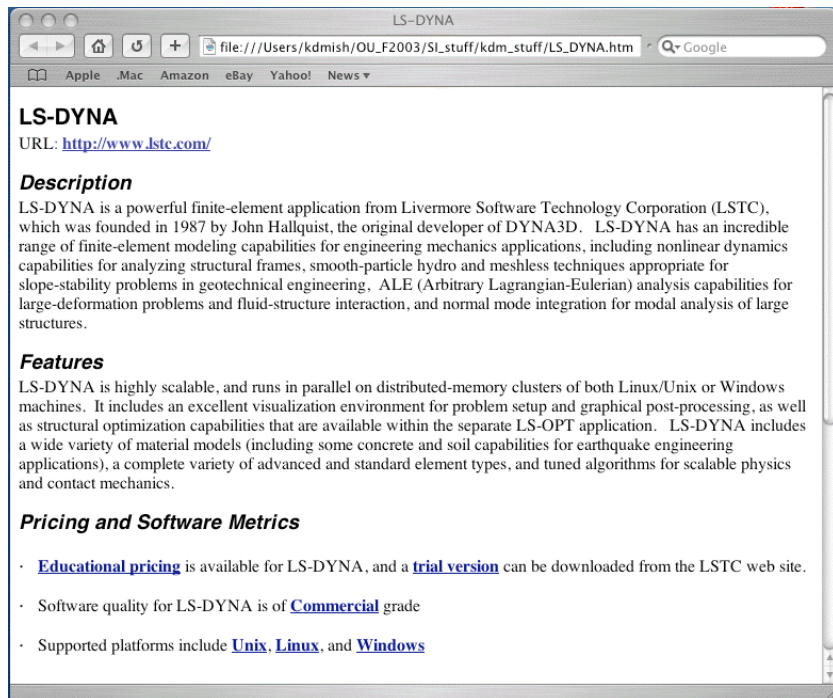 LS-DYNA
file:///Users/kdmish/OU_F2003/SI_stuff/kdm_stuff/LS_DYNA.htm
Google
Apple .Mac Amazon eBay Yahoo! News
LS-DYNA
URL: http://www.lstc.com/
Description
LS-DYNA is a powerful finite-element application from Livermore Software Technology Corporation (LSTC),
which was founded in 1987 by John Hallquist, the original developer of DYNA3D. LS-DYNA has an incredible
range of finite-element modeling capabilities for engineering mechanics applications, including nonlinear dynamics
capabilities for analyzing structural frames, smooth-particle hydro and meshless techniques appropriate for
slope-stability problems in geotechnical engineering, ALE (Arbitrary Lagrangian-Eulerian) analysis capabilities for
large-deformation problems and fluid-structure interaction, and normal mode integration for modal analysis of large
structures.
Features
LS-DYNA is highly scalable, and runs in parallel on distributed-memory clusters of both Linux/Unix or Windows
machines. It includes an excellent visualization environment for problem setup and graphical post-processing, as well
as structural optimization capabilities that are available within the separate LS-OPT application. LS-DYNA includes
a wide variety of material models (including some concrete and soil capabilities for earthquake engineering
applications), a complete variety of advanced and standard element types, and tuned algorithms for scalable physics
and contact mechanics.
Pricing and Software Metrics
· Educational pricing is available for LS-DYNA, and a trial version can be downloaded from the LSTC web site.
· Software quality for LS-DYNA is of Commercial grade
· Supported platforms include Unix, Linux, and Windows